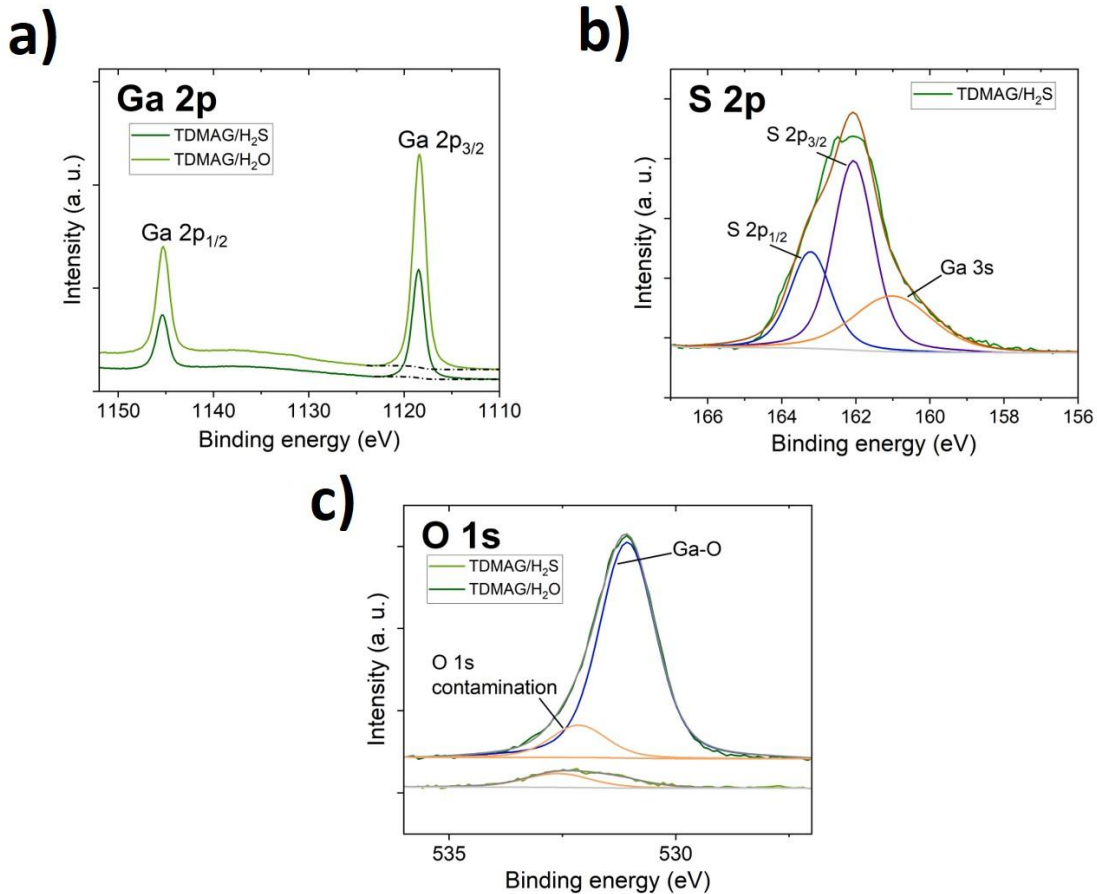 a)
Ga 2p
TDMAG/H₂S
TDMAG/H₂O
Ga 2p₃/₂
Ga 2p₁/₂
Intensity (a. u.)
1150 1140 1130 1120 1110
Binding energy (eV)
b)
S 2p
TDMAG/H₂S
S 2p₃/₂
S 2p₁/₂
Ga 3s
Intensity (a. u.)
166 164 162 160 158 156
Binding energy (eV)
c)
O 1s
TDMAG/H₂S
TDMAG/H₂O
Ga-O
O 1s
contamination
Intensity (a. u.)
535 530
Binding energy (eV)